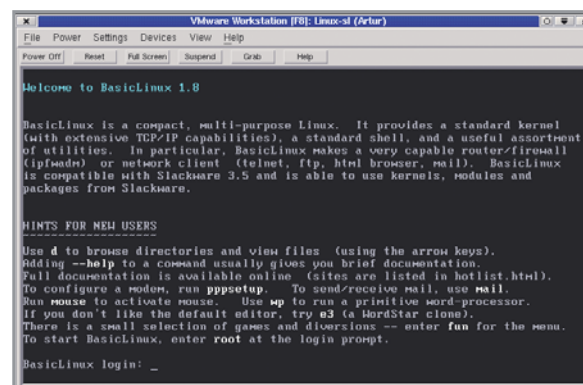 VMware Workstation [F8]: Linux-sl (Artur)
File Power Settings Devices View Help
Power Off Reset Full Screen Suspend Grab Help
Welcome to BasicLinux 1.8
BasicLinux is a compact, multi-purpose Linux. It provides a standard kernel
(with extensive TCP/IP capabilities), a standard shell, and a useful assortment
of utilities. In particular, BasicLinux makes a very capable router/firewall
(ipfwadm) or network client (telnet, ftp, html browser, mail). BasicLinux
is compatible with Slackware 3.5 and is able to use kernels, modules and
packages from Slackware.
HINTS FOR NEW USERS
Use d to browse directories and view files (using the arrow keys).
Adding --help to a command usually gives you brief documentation.
Full documentation is available online (sites are listed in hotlist.html).
To configure a modem, run pppsetup. To send/receive mail, use mail.
Run mouse to activate mouse. Use wp to run a primitive word-processor.
If you don't like the default editor, try e3 (a WordStar clone).
There is a small selection of games and diversions -- enter fun for the menu.
To start BasicLinux, enter root at the login prompt.
BasicLinux login: _